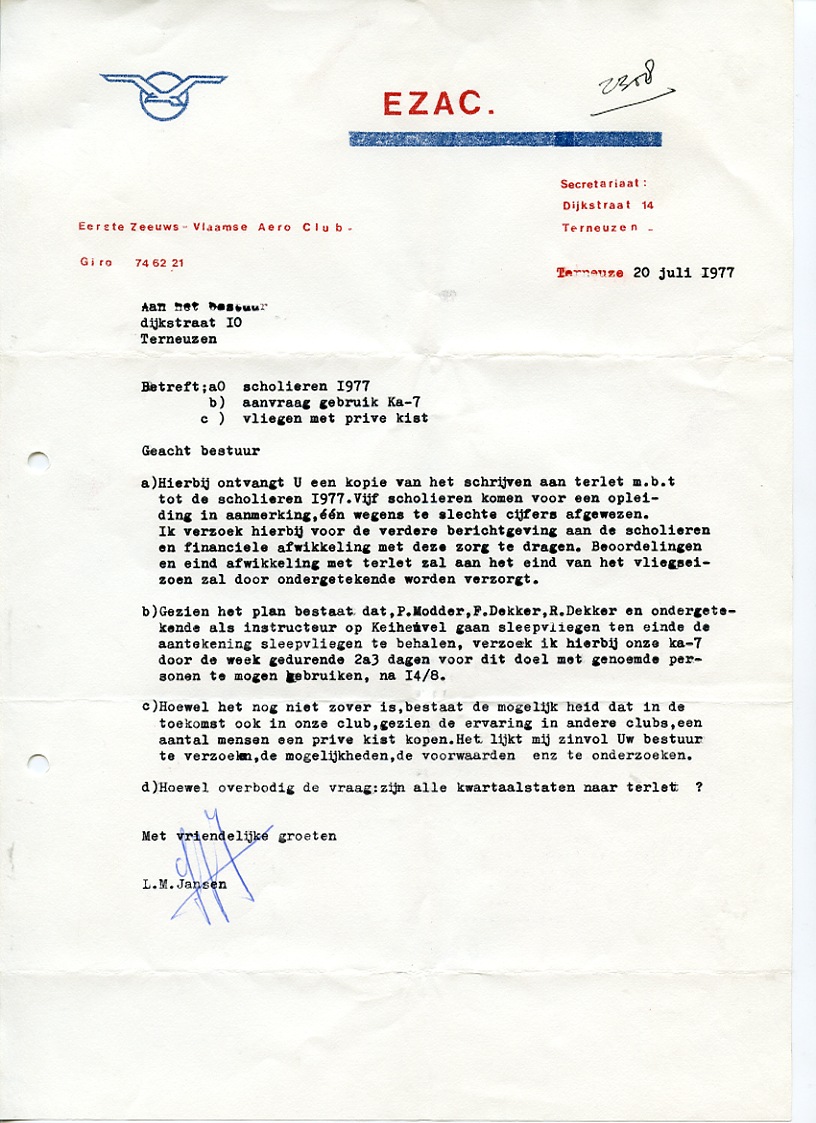 2308
EZAC.
Secretariaat:
Dijkstraat 14
Terneuzen -
Eerste Zeeuws-Vlaamse Aero Club-
Giro 74 62 21
Terneuze 20 juli I977
Aan het bestuur
dijkstraat IO
Terneuzen
Betreft;aO scholieren I977
b) aanvraag gebruik Ka-7
c ) vliegen met prive kist
Geacht bestuur
a)Hierbij ontvangt U een kopie van het schrijven aan terlet m.b.t
tot de scholieren I977.Vijf scholieren komen voor een oplei-
ding in aanmerking,één wegens te slechte cijfers afgewezen.
Ik verzoek hierbij voor de verdere berichtgeving aan de scholieren
en financiele afwikkeling met deze zorg te dragen. Beoordelingen
en eind afwikkeling met terlet zal aan het eind van het vliegsei-
zoen zal door ondergetekende worden verzorgt.
b)Gezien het plan bestaat dat,P.Modder,F.Dekker,R.Dekker en ondergete-
kende als instructeur op Keiheuvel gaan sleepvliegen ten einde de
aantekening sleepvliegen te behalen, verzoek ik hierbij onze ka-7
door de week gedurende 2a3 dagen voor dit doel met genoemde per-
sonen te mogen gebruiken, na I4/8.
c)Hoewel het nog niet zover is,bestaat de mogelijk heid dat in de
toekomst ook in onze club,gezien de ervaring in andere clubs,een
aantal mensen een prive kist kopen.Het lijkt mij zinvol Uw bestuur
te verzoeken,de mogelijkheden,de voorwaarden enz te onderzoeken.
d)Hoewel overbodig de vraag:zijn alle kwartaalstaten naar terlet ?
Met vriendelijke groeten
L.M.Jansen